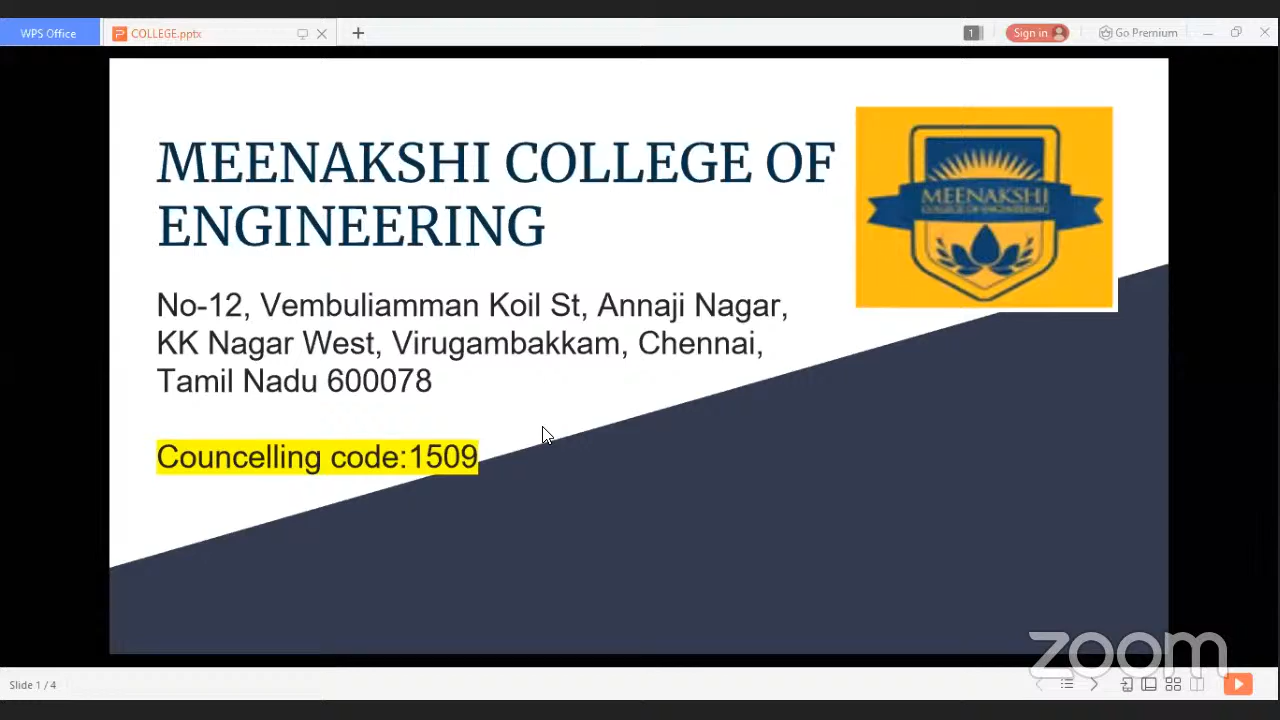 WPS Office
COLLEGE.pptx
1
Sign in
Go Premium
MEENAKSHI COLLEGE OF
ENGINEERING
MEENAKSHI
COLLEGE OF ENGINEERING
No-12, Vembuliamman Koil St, Annaji Nagar,
KK Nagar West, Virugambakkam, Chennai,
Tamil Nadu 600078
Councelling code:1509
zoom
Slide 1 / 4